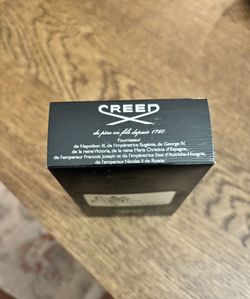 CREED
de père en fils depuis 1760
Fournisseur
de Napoléon III, de l'impératrice Eugénie, de George IV,
de la reine Victoria, de la reine Marie Christine d'Espagne,
de l'empereur François Joseph et de l'impératrice Sissi d'Autriche-Hongrie,
de l'empereur Nicolas II de Russie